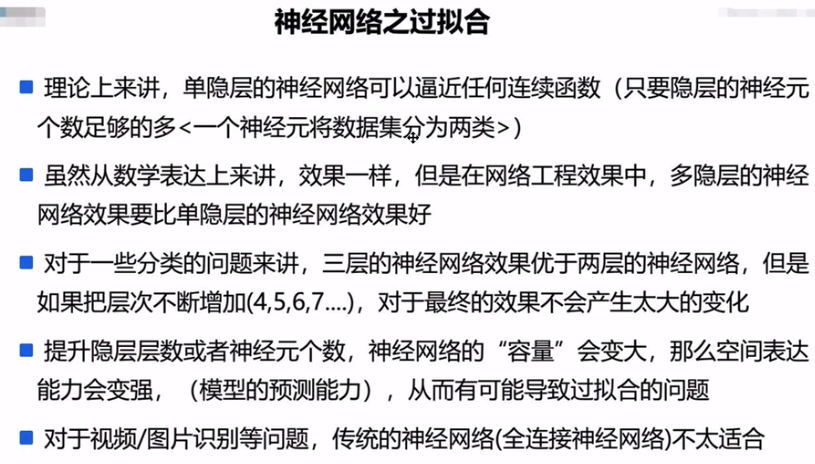 神经网络之过拟合
理论上来讲，单隐层的神经网络可以逼近任何连续函数（只要隐层的神经元
个数足够的多<一个神经元将数据集分为两类>）
虽然从数学表达上来讲，效果一样，但是在网络工程效果中，多隐层的神经
网络效果要比单隐层的神经网络效果好
对于一些分类的问题来讲，三层的神经网络效果优于两层的神经网络，但是
如果把层次不断增加(4,5,6,7....)，对于最终的效果不会产生太大的变化
提升隐层层数或者神经元个数，神经网络的“容量”会变大，那么空间表达
能力会变强，（模型的预测能力），从而有可能导致过拟合的问题
对于视频/图片识别等问题，传统的神经网络(全连接神经网络)不太适合